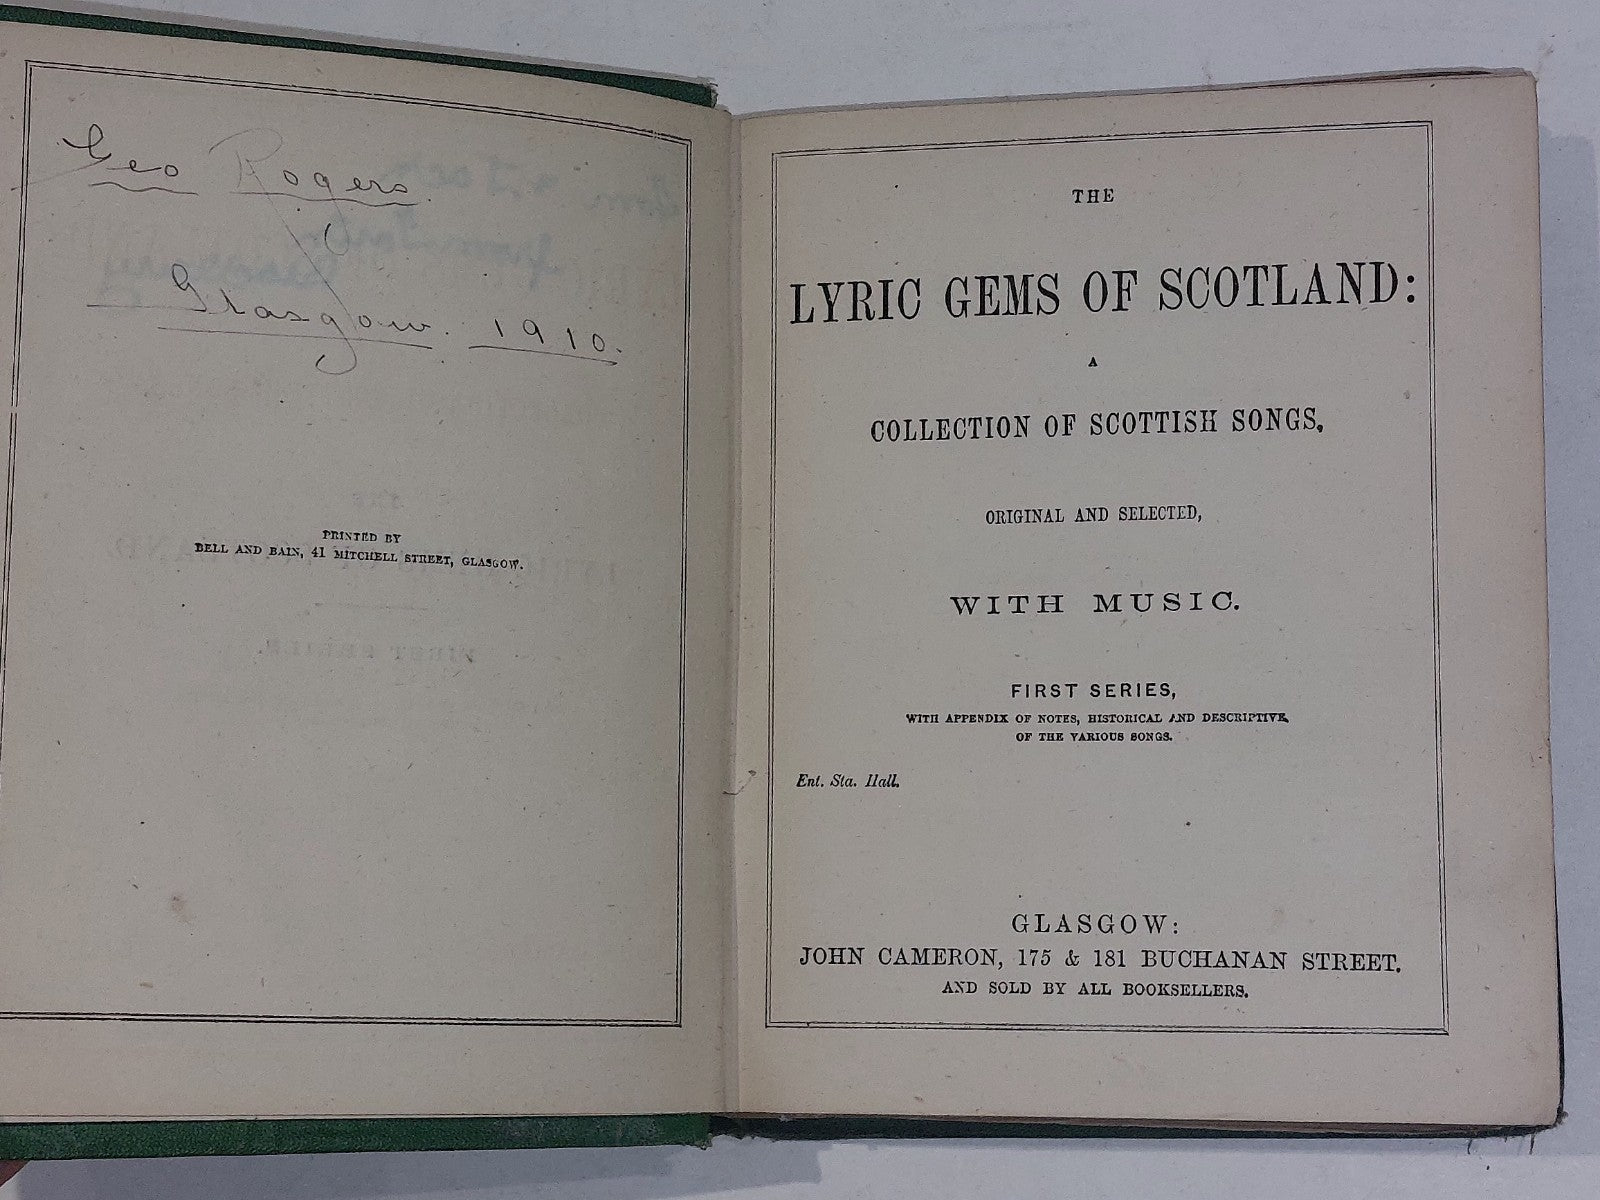 Geo Rogers
Glasgow. 1910.
PRINTED BY
BELL AND BAIN, 41 MITCHELL STREET, GLASGOW.
THE
LYRIC GEMS OF SCOTLAND:
A
COLLECTION OF SCOTTISH SONGS,
ORIGINAL AND SELECTED,
WITH MUSIC.
FIRST SERIES,
WITH APPENDIX OF NOTES, HISTORICAL AND DESCRIPTIVE,
OF THE VARIOUS SONGS.
Ent. Sta. Hall.
GLASGOW:
JOHN CAMERON, 175 & 181 BUCHANAN STREET.
AND SOLD BY ALL BOOKSELLERS.